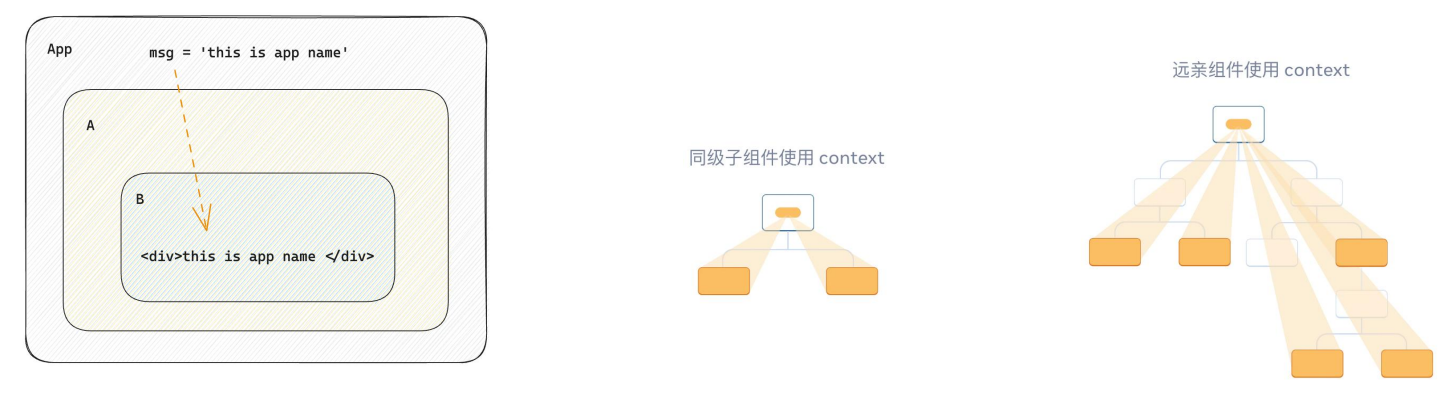 App
msg = 'this is app name'
A
B
<div>this is app name </div>
同级子组件使用 context
远亲组件使用 context